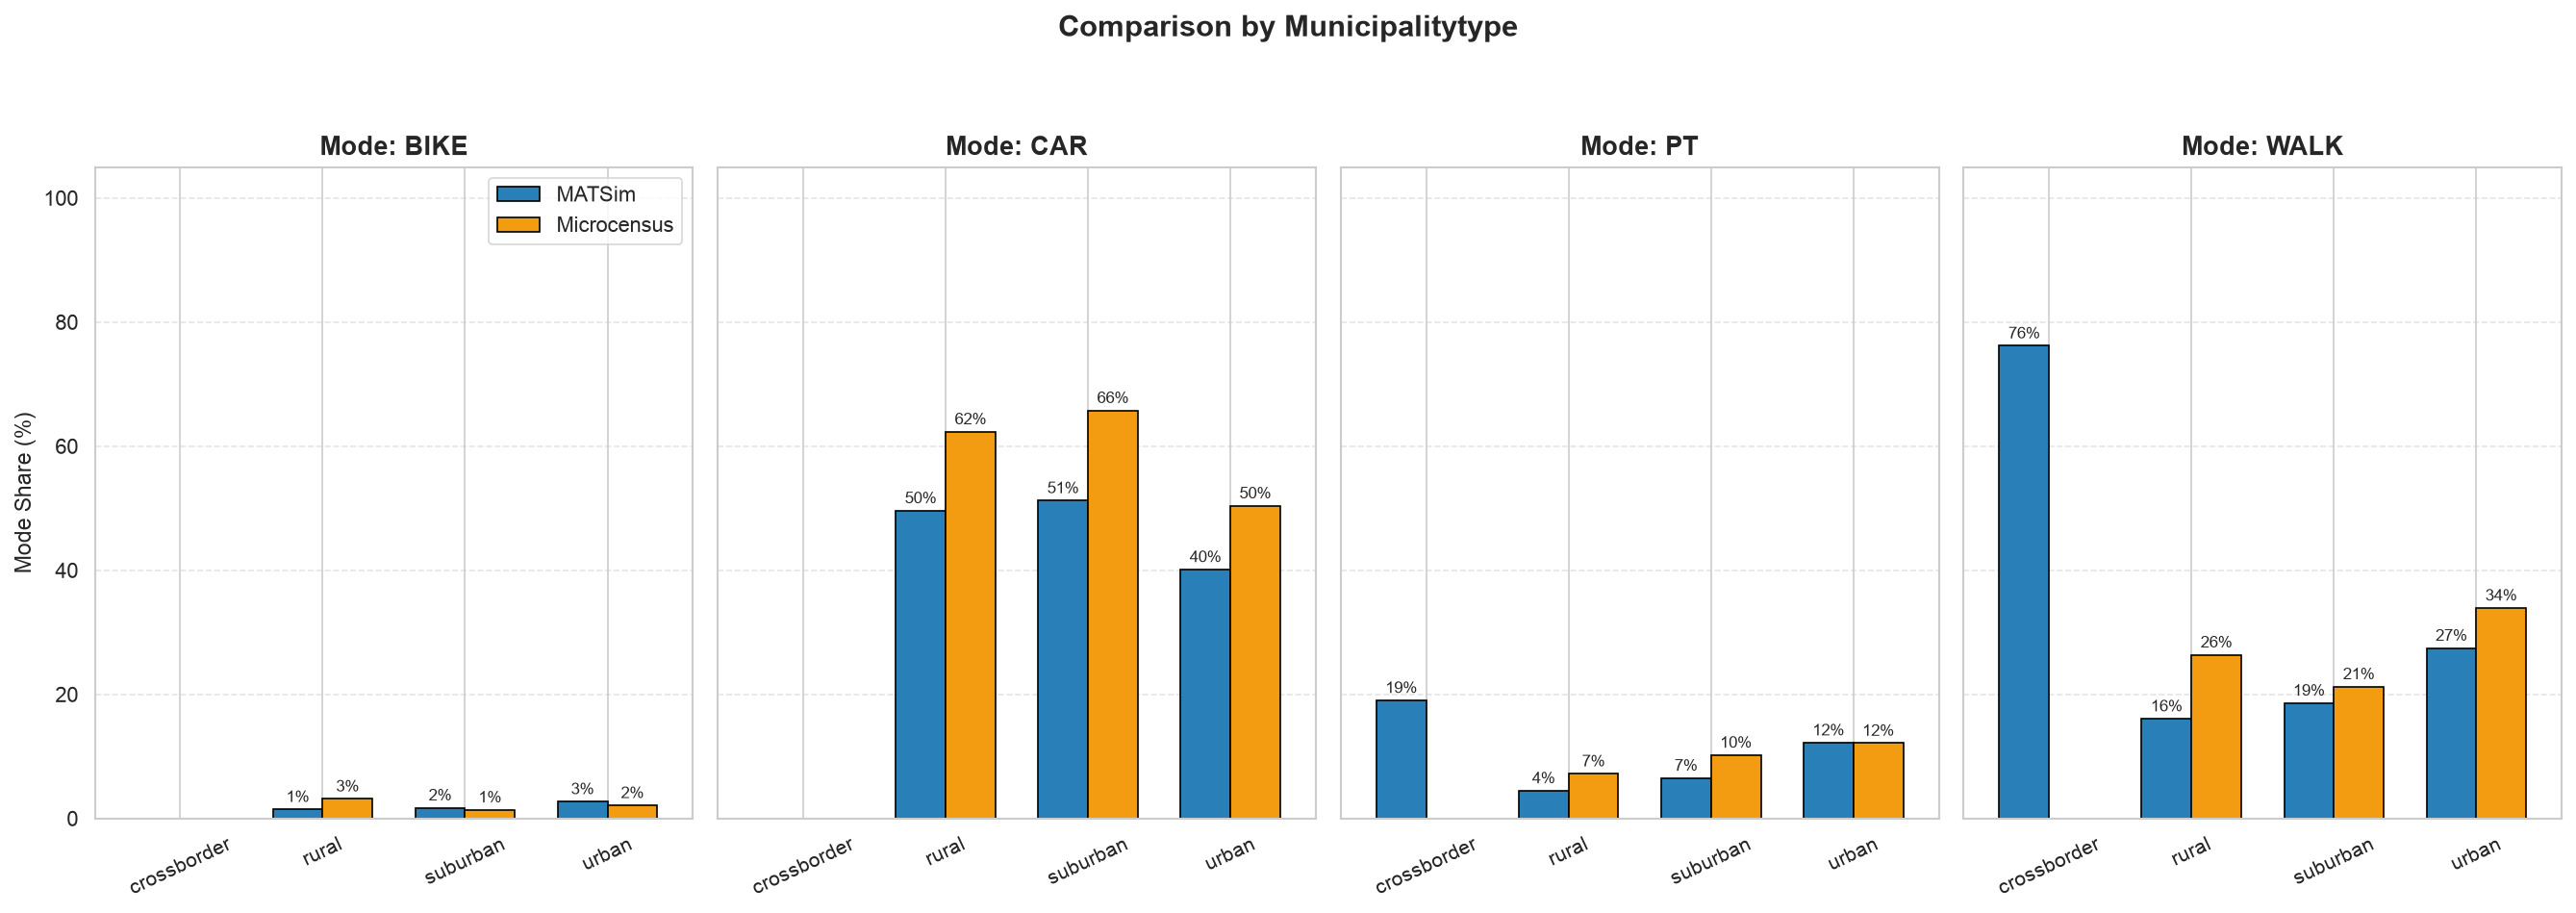 Comparison by Municipalitytype
Mode: BIKE
Mode: CAR
Mode: PT
Mode: WALK
Mode Share (%)
100
80
60
40
20
0
MATSim
Microcensus
1%
3%
2%
1%
3%
2%
crossborder
rural
suburban
urban
50%
62%
51%
66%
40%
50%
crossborder
rural
suburban
urban
19%
4%
7%
7%
10%
12%
12%
crossborder
rural
suburban
urban
76%
16%
26%
19%
21%
27%
34%
crossborder
rural
suburban
urban